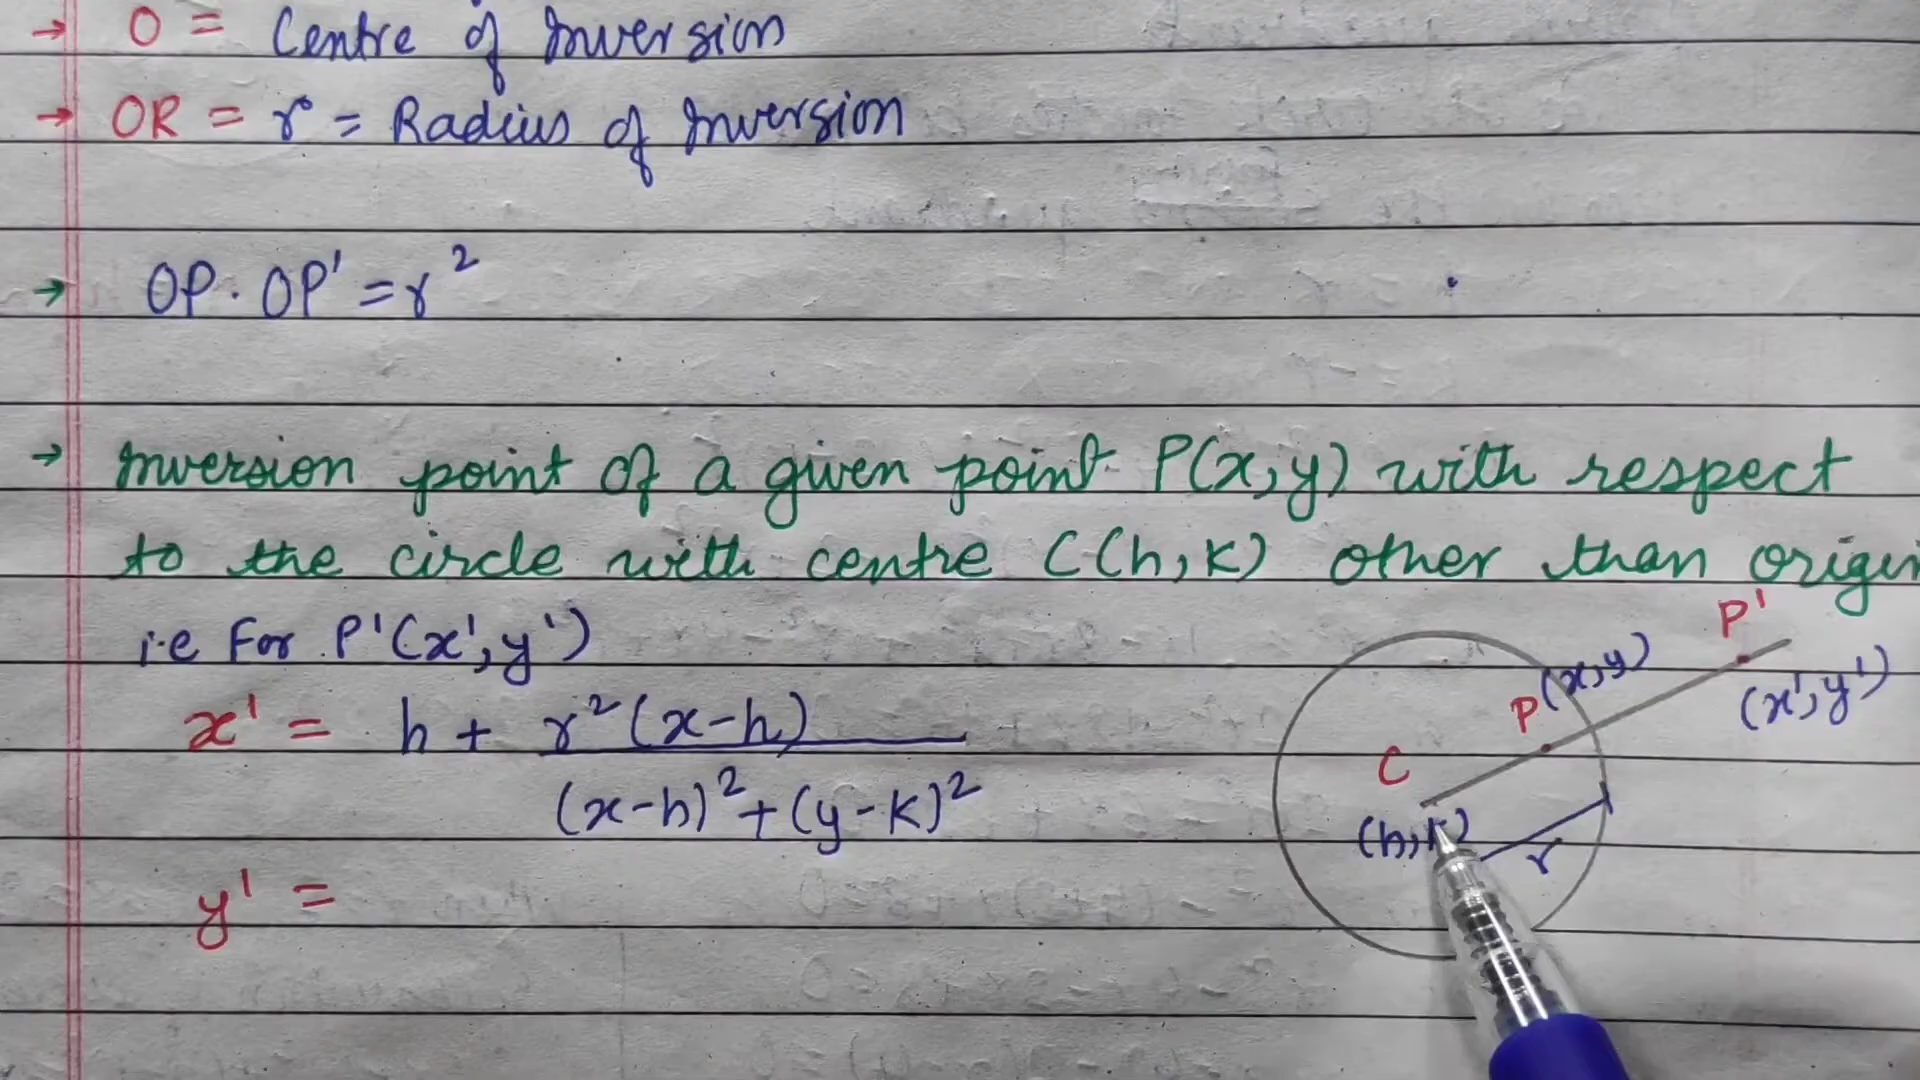 → O = Centre of Inversion
→ OR = r = Radius of Inversion
→ OP · OP' = r²
→ Inversion point of a given point P(x, y) with respect
to the circle with centre C(h, K) other than origin
i.e For P'(x', y')
x' = h + r²(x-h)
(x-h)² + (y-K)²
y' =
P'
(x', y')
P (x, y)
C
(h, K)
r